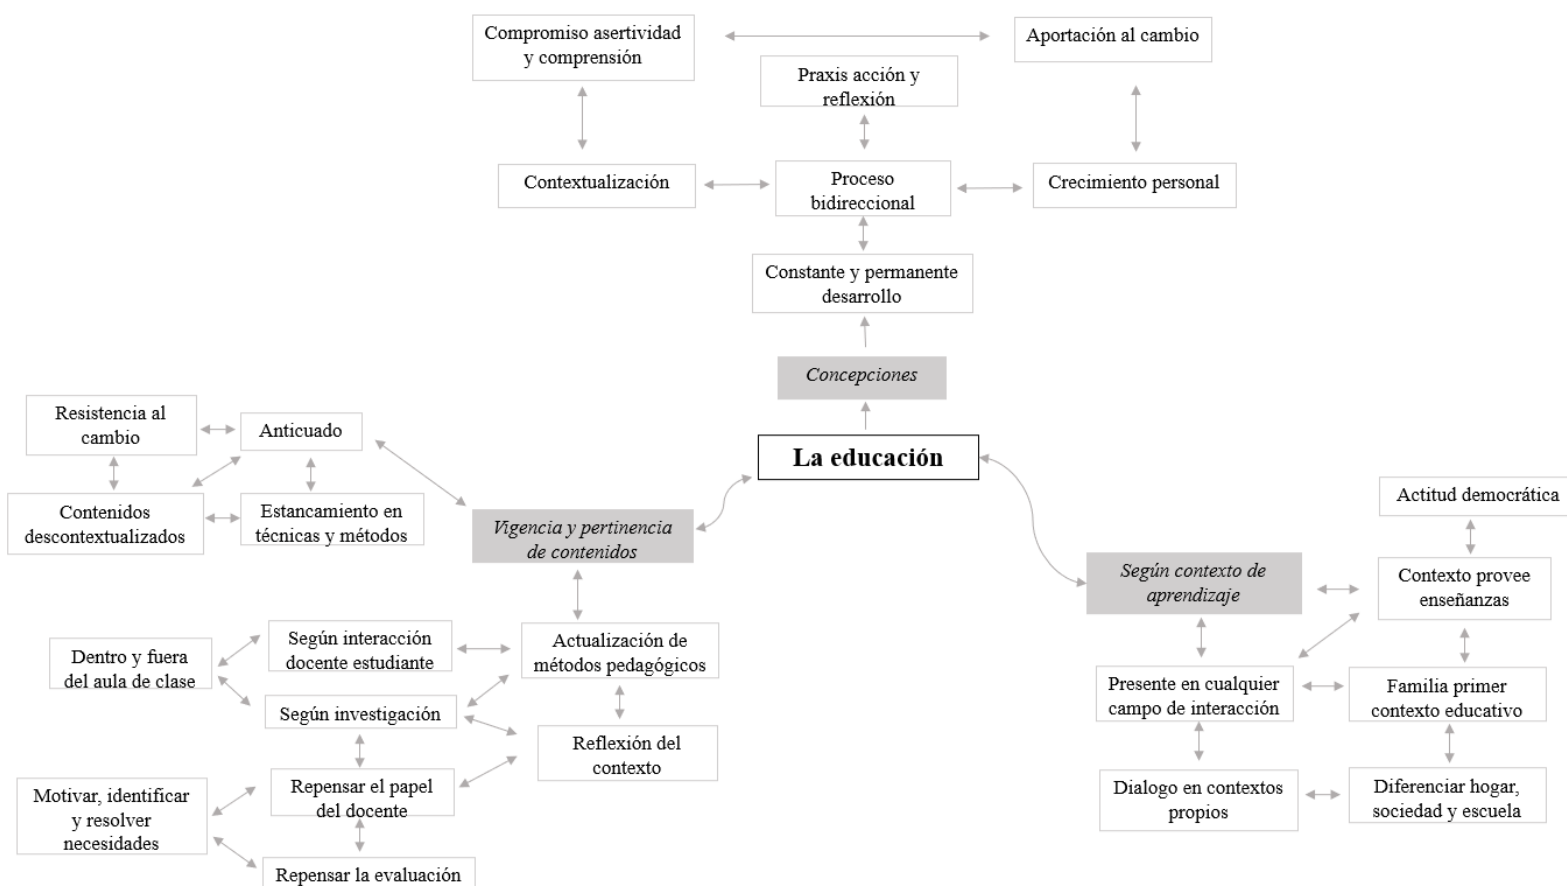 Compromiso asertividad
y comprensión
Aportación al cambio
Praxis acción y
reflexión
Contextualización
Proceso
bidireccional
Crecimiento personal
Constante y permanente
desarrollo
Concepciones
La educación
Resistencia al
cambio
Anticuado
Contenidos
descontextualizados
Estancamiento en
técnicas y métodos
Vigencia y pertinencia
de contenidos
Según interacción
docente estudiante
Actualización de
métodos pedagógicos
Dentro y fuera
del aula de clase
Según investigación
Reflexión del
contexto
Repensar el papel
del docente
Motivar, identificar
y resolver
necesidades
Repensar la evaluación
Actitud democrática
Según contexto de
aprendizaje
Contexto provee
enseñanzas
Presente en cualquier
campo de interacción
Familia primer
contexto educativo
Dialogo en contextos
propios
Diferenciar hogar,
sociedad y escuela